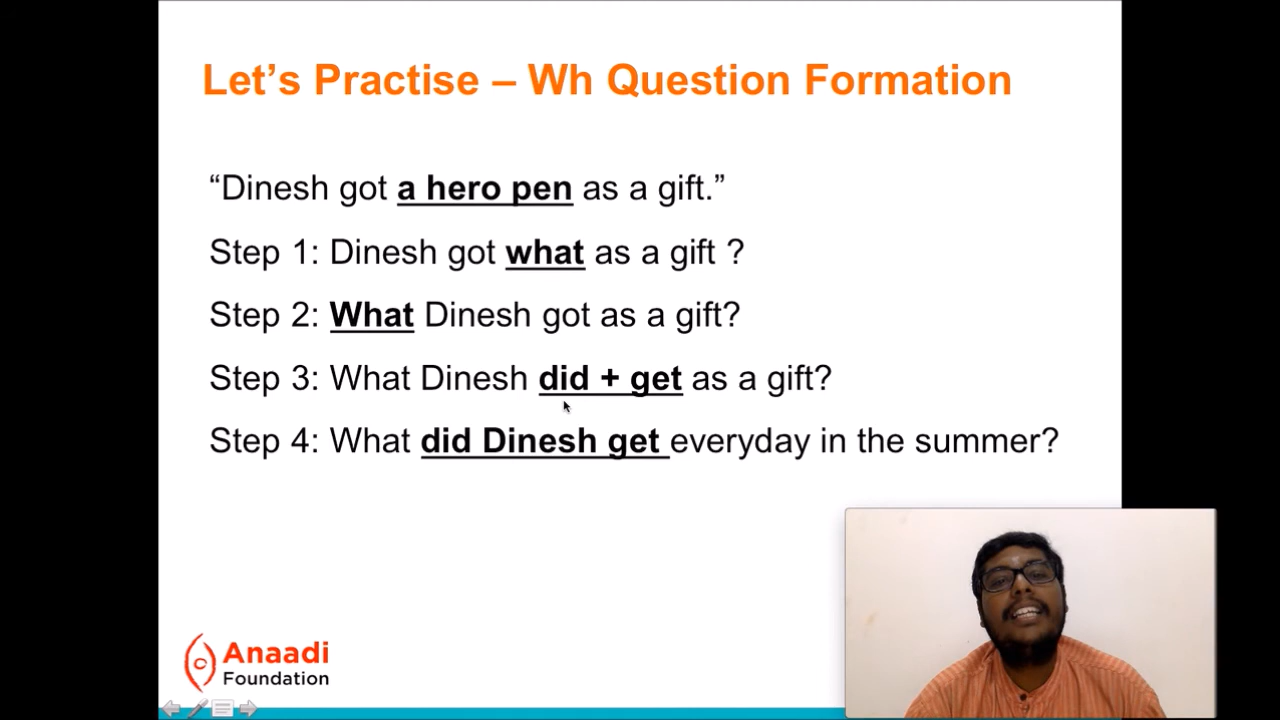 Let’s Practise – Wh Question Formation
“Dinesh got a hero pen as a gift.”
Step 1: Dinesh got what as a gift ?
Step 2: What Dinesh got as a gift?
Step 3: What Dinesh did + get as a gift?
Step 4: What did Dinesh get everyday in the summer?
Anaadi
Foundation